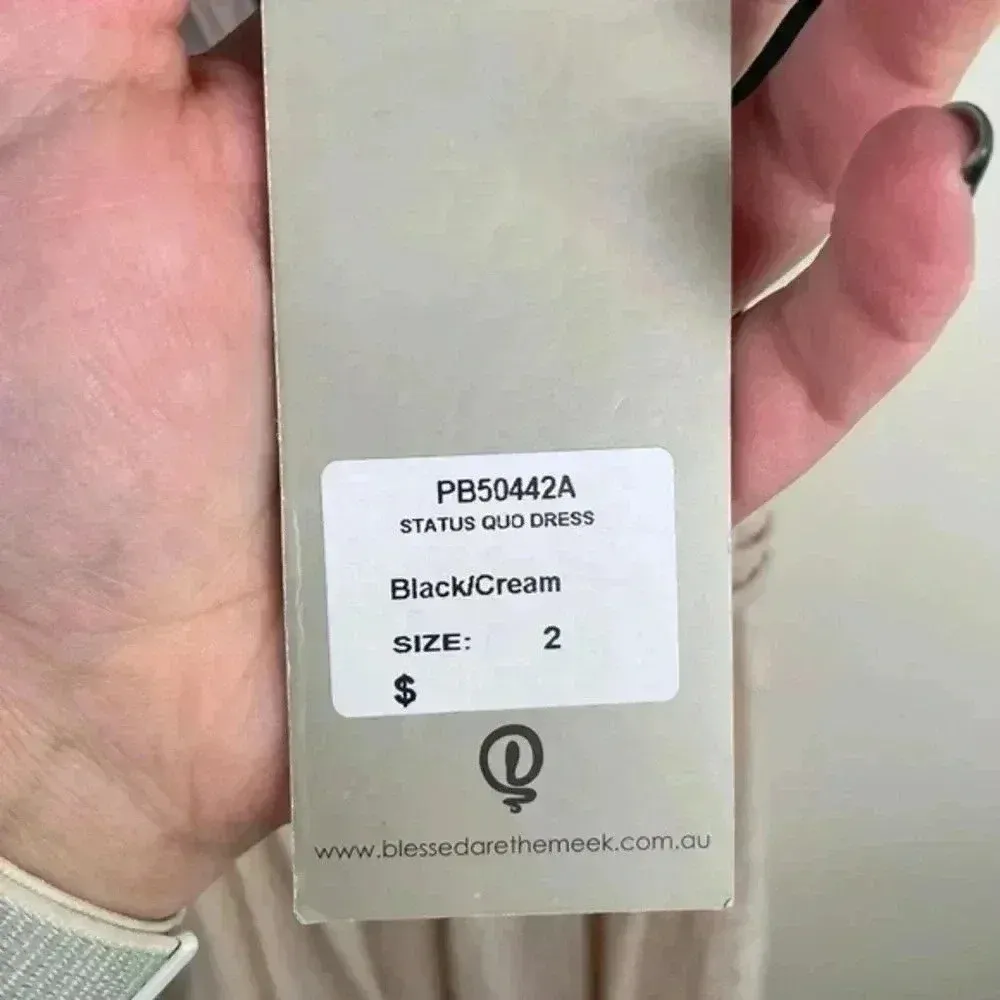 PB50442A
STATUS QUO DRESS
Black/Cream
SIZE: 2
$
www.blessedarethemeek.com.au